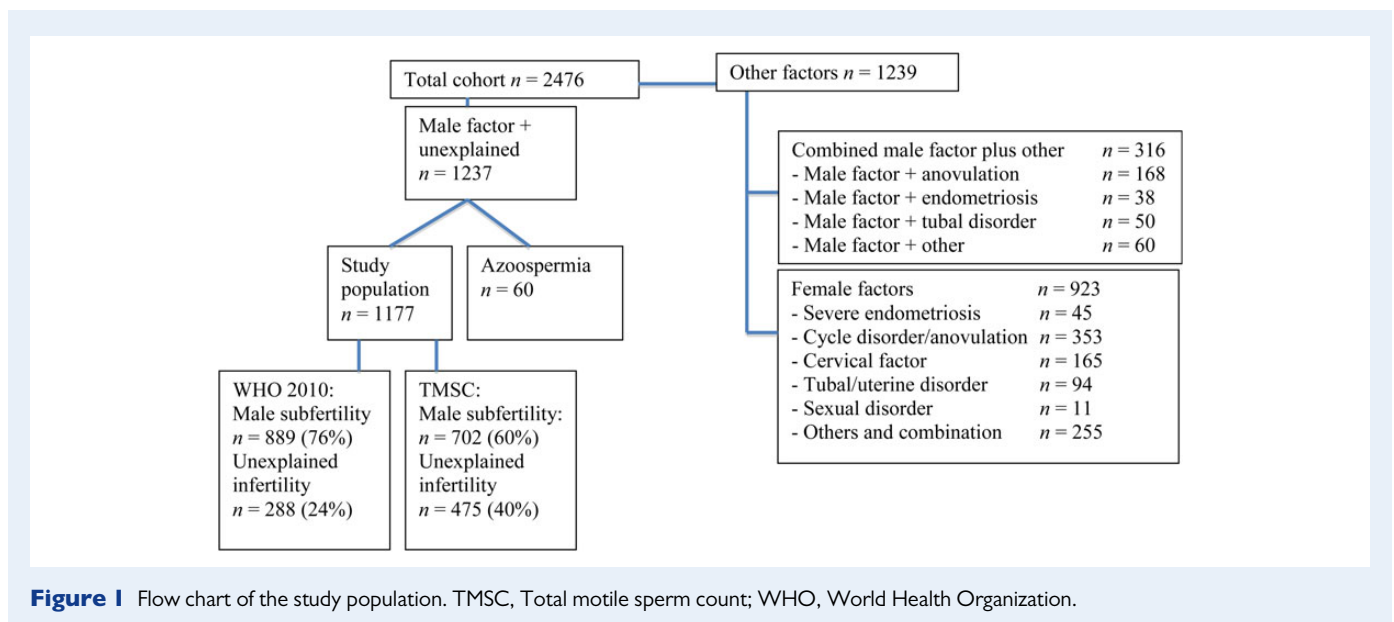 Total cohort n = 2476
Other factors n = 1239
Male factor +
unexplained
n = 1237
Study
population
n = 1177
Azoospermia
n = 60
WHO 2010:
Male subfertility
n = 889 (76%)
Unexplained
infertility
n = 288 (24%)
TMSC:
Male subfertility:
n = 702 (60%)
Unexplained
infertility
n = 475 (40%)
Combined male factor plus other n = 316
- Male factor + anovulation n = 168
- Male factor + endometriosis n = 38
- Male factor + tubal disorder n = 50
- Male factor + other n = 60
Female factors n = 923
- Severe endometriosis n = 45
- Cycle disorder/anovulation n = 353
- Cervical factor n = 165
- Tubal/uterine disorder n = 94
- Sexual disorder n = 11
- Others and combination n = 255
Figure 1 Flow chart of the study population. TMSC, Total motile sperm count; WHO, World Health Organization.